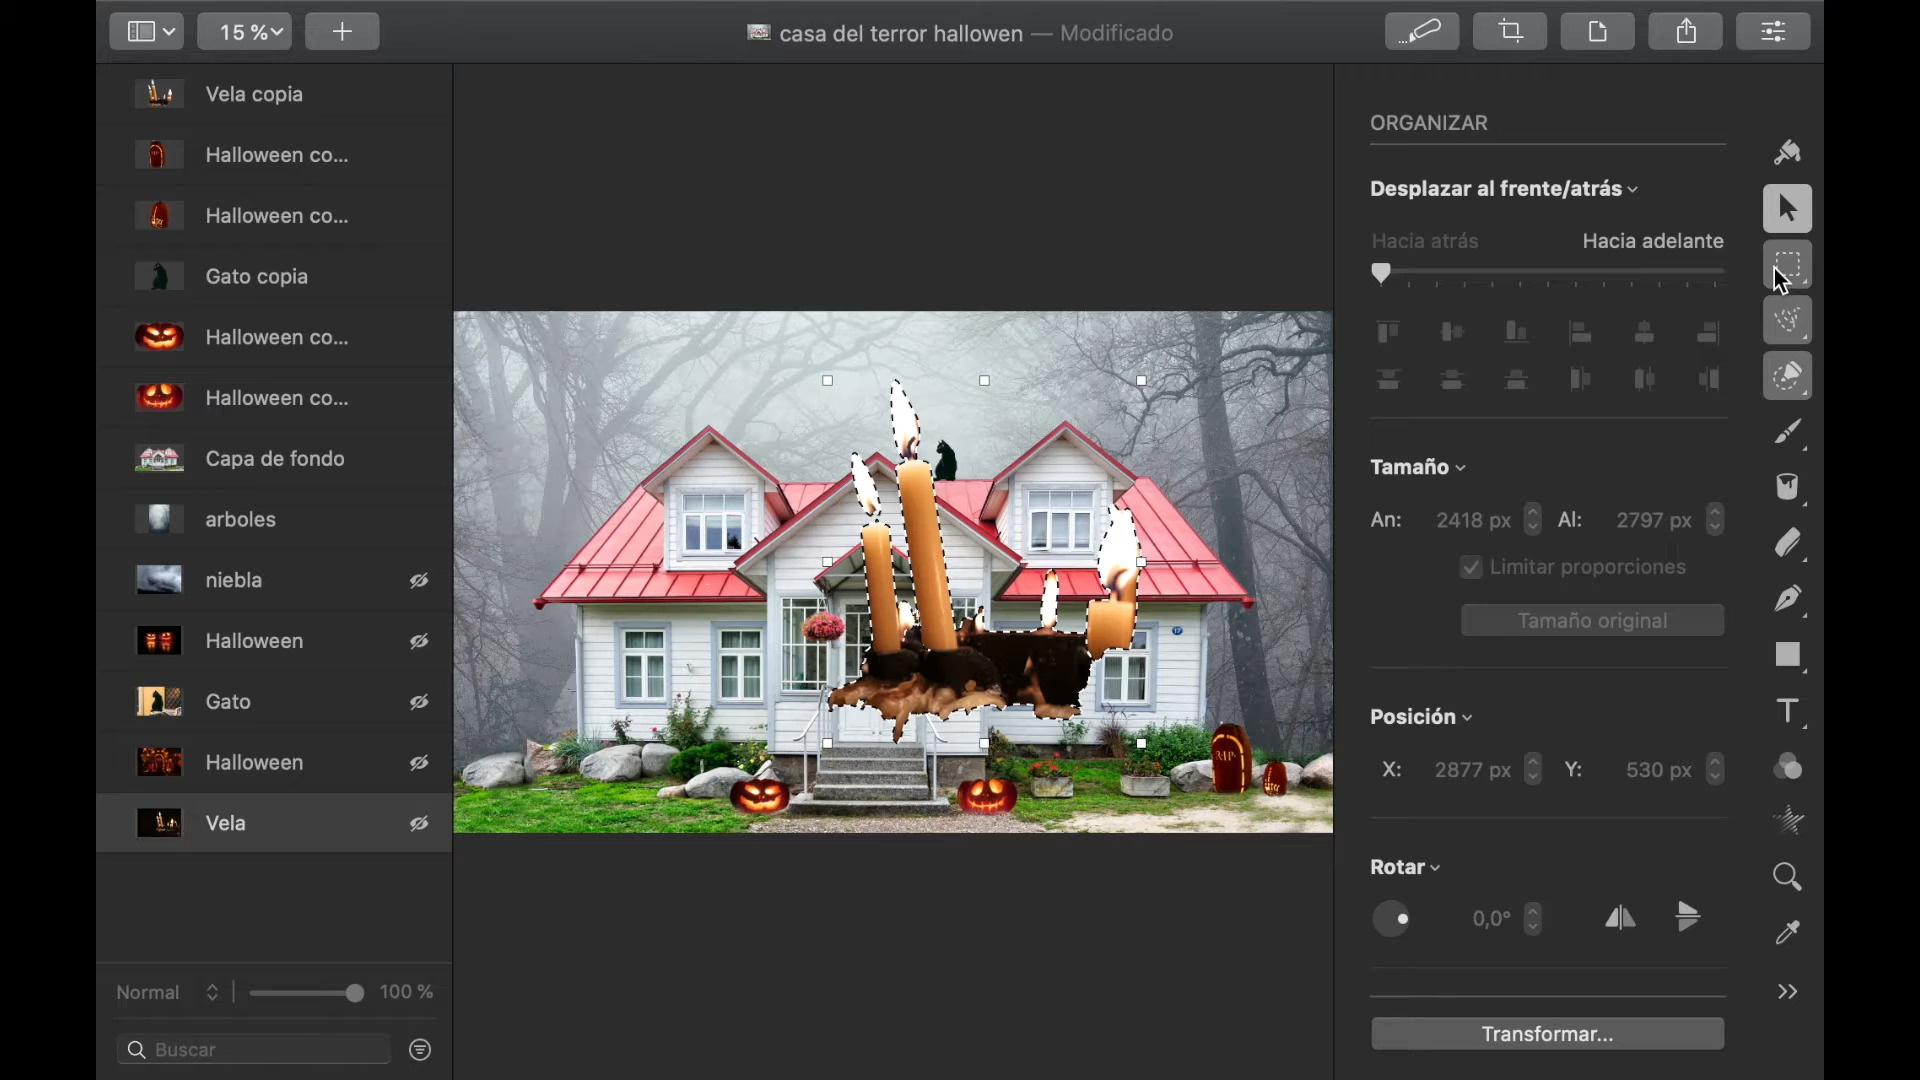 15 %
casa del terror hallowen — Modificado
Vela copia
Halloween co...
Halloween co...
Gato copia
Halloween co...
Halloween co...
Capa de fondo
arboles
niebla
Halloween
Gato
Halloween
Vela
Normal
100 %
Buscar
ORGANIZAR
Desplazar al frente/atrás
Hacia atrás
Hacia adelante
Tamaño
An: 2418 px
Al: 2797 px
Limitar proporciones
Tamaño original
Posición
X: 2877 px
Y: 530 px
Rotar
0,0°
Transformar...
T
RAP
17